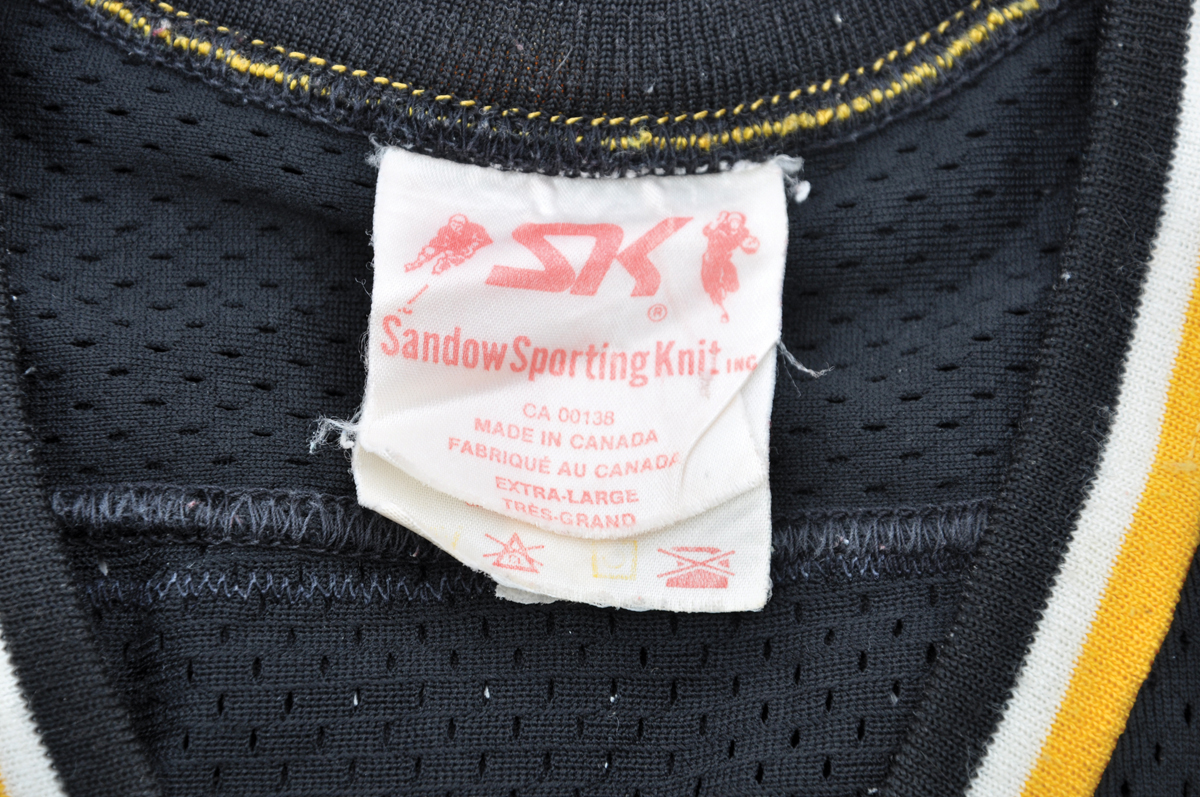 SK
®
Sandow Sporting Knit INC.
CA 00138
MADE IN CANADA
FABRIQUÉ AU CANADA
EXTRA-LARGE
TRÈS-GRAND